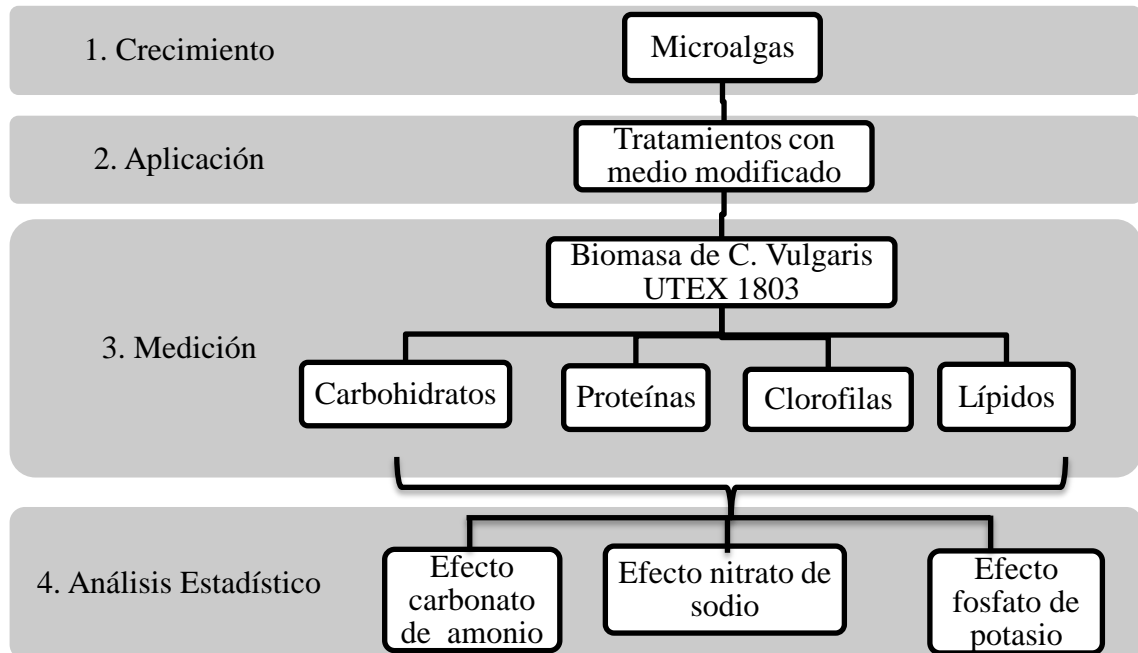 1. Crecimiento
Microalgas
2. Aplicación
Tratamientos con
medio modificado
3. Medición
Biomasa de C. Vulgaris
UTEX 1803
Carbohidratos
Proteínas
Clorofilas
Lípidos
4. Análisis Estadístico
Efecto
carbonato
de amonio
Efecto nitrato de
sodio
Efecto
fosfato de
potasio